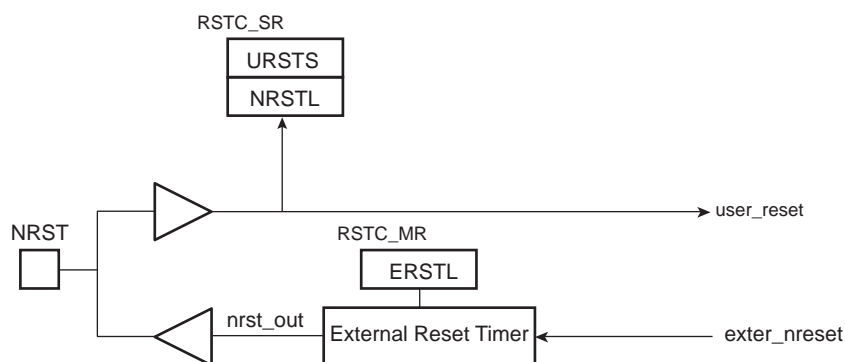 RSTC_SR
URSTS
NRSTL
user_reset
NRST
RSTC_MR
ERSTL
nrst_out
External Reset Timer
exter_nreset